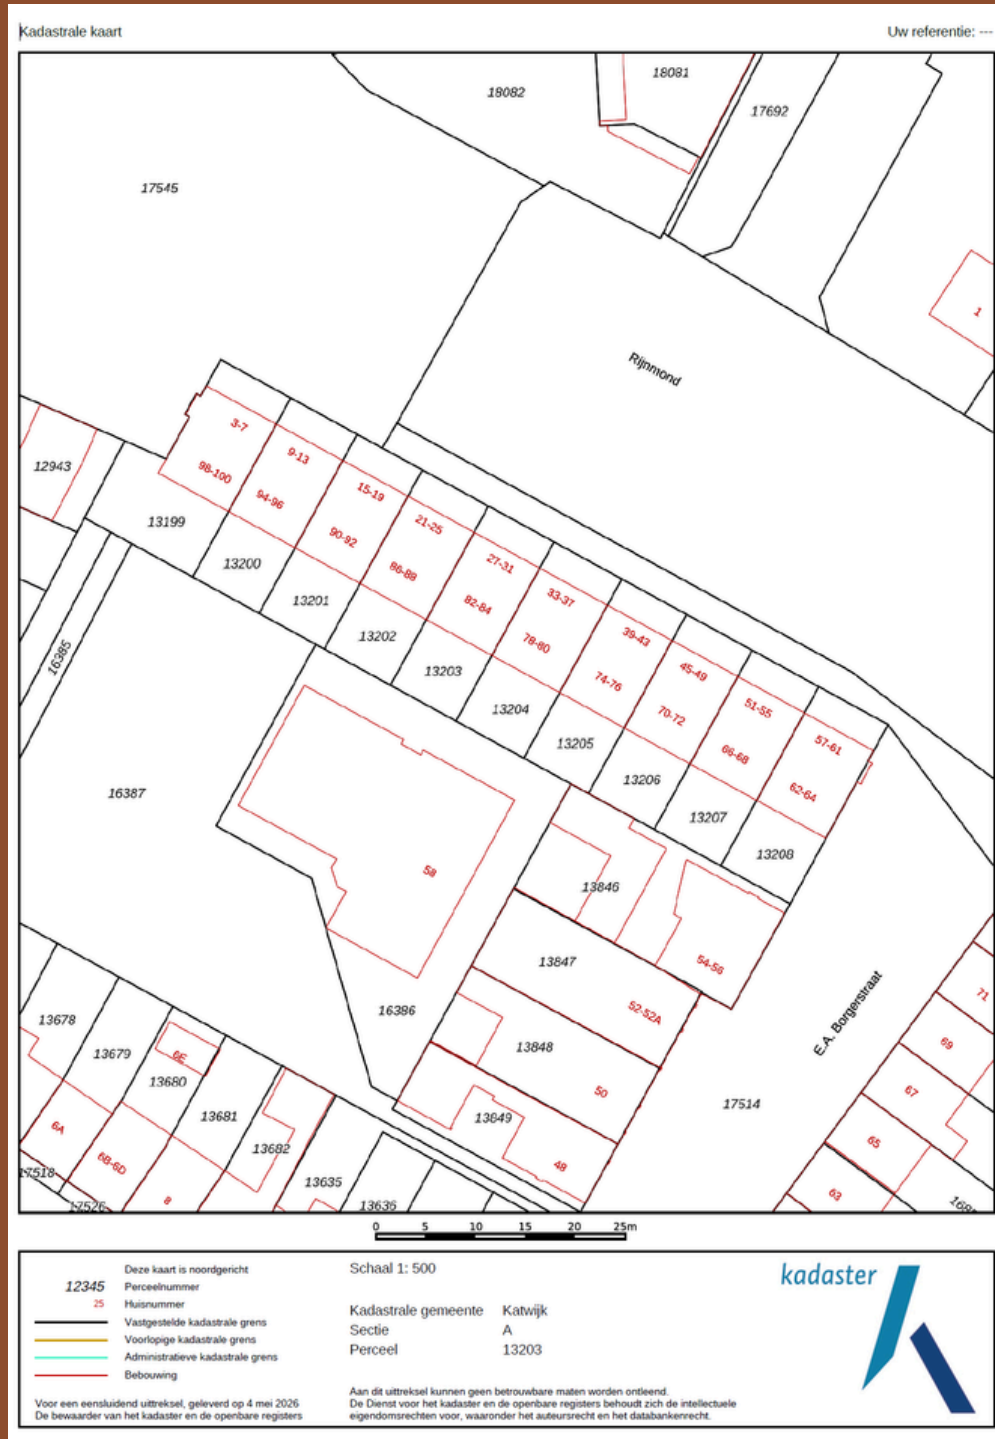 Kadastrale kaart
Uw referentie: ---
18082
18081
17692
17545
1
Rijnmond
3-7
9-13
98-100
12943
94-96
15-19
13199
90-92
21-25
13200
86-88
27-31
13201
82-84
33-37
13202
78-80
39-43
16385
13203
74-76
45-49
13204
70-72
51-55
13205
66-68
57-61
16387
13206
62-64
13207
13208
58
13846
13847
54-56
52-52A
E.A. Borgerstraat
71
16386
13678
13679
6E
13680
13848
69
50
67
17514
13681
13849
65
6A
13682
6B-6D
48
17518
13635
63
8
17526
13636
0 5 10 15 20 25m
Deze kaart is noordgericht
12345 Perceelnummer
25 Huisnummer
Vastgestelde kadastrale grens
Voorlopige kadastrale grens
Administratieve kadastrale grens
Bebouwing
Voor een eensluidend uittreksel, geleverd op 4 mei 2026
De bewaarder van het kadaster en de openbare registers
Schaal 1: 500
Kadastrale gemeente Katwijk
Sectie A
Perceel 13203
Aan dit uittreksel kunnen geen betrouwbare maten worden ontleend.
De Dienst voor het kadaster en de openbare registers behoudt zich de intellectuele
eigendomsrechten voor, waaronder het auteursrecht en het databankenrecht.
kadaster